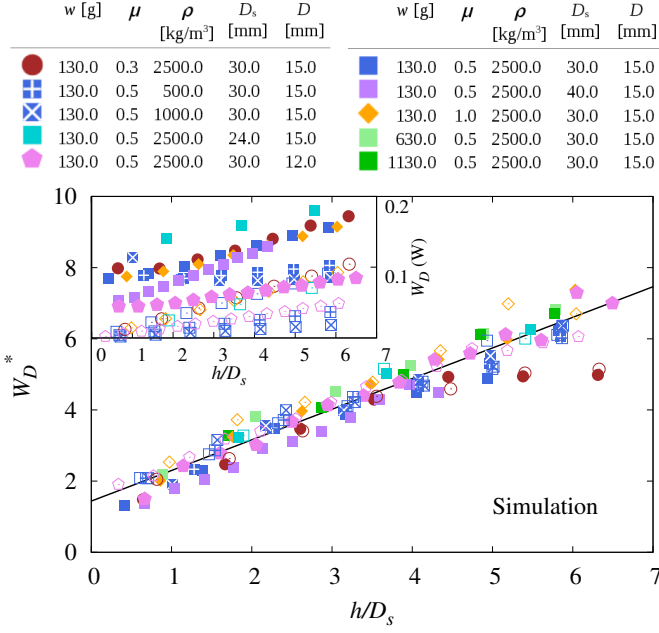 w [g] μ ρ [kg/m³] D_s [mm] D [mm]
130.0 0.3 2500.0 30.0 15.0
130.0 0.5 500.0 30.0 15.0
130.0 0.5 1000.0 30.0 15.0
130.0 0.5 2500.0 24.0 15.0
130.0 0.5 2500.0 30.0 12.0
w [g] μ ρ [kg/m³] D_s [mm] D [mm]
130.0 0.5 2500.0 30.0 15.0
130.0 0.5 2500.0 40.0 15.0
130.0 1.0 2500.0 30.0 15.0
630.0 0.5 2500.0 30.0 15.0
1130.0 0.5 2500.0 30.0 15.0
10
8
6
4
2
0
W_D*
0.2
0.1
W_D (W)
0 1 2 3 4 5 6 7
h/D_s
Simulation
0 1 2 3 4 5 6 7
h/D_s